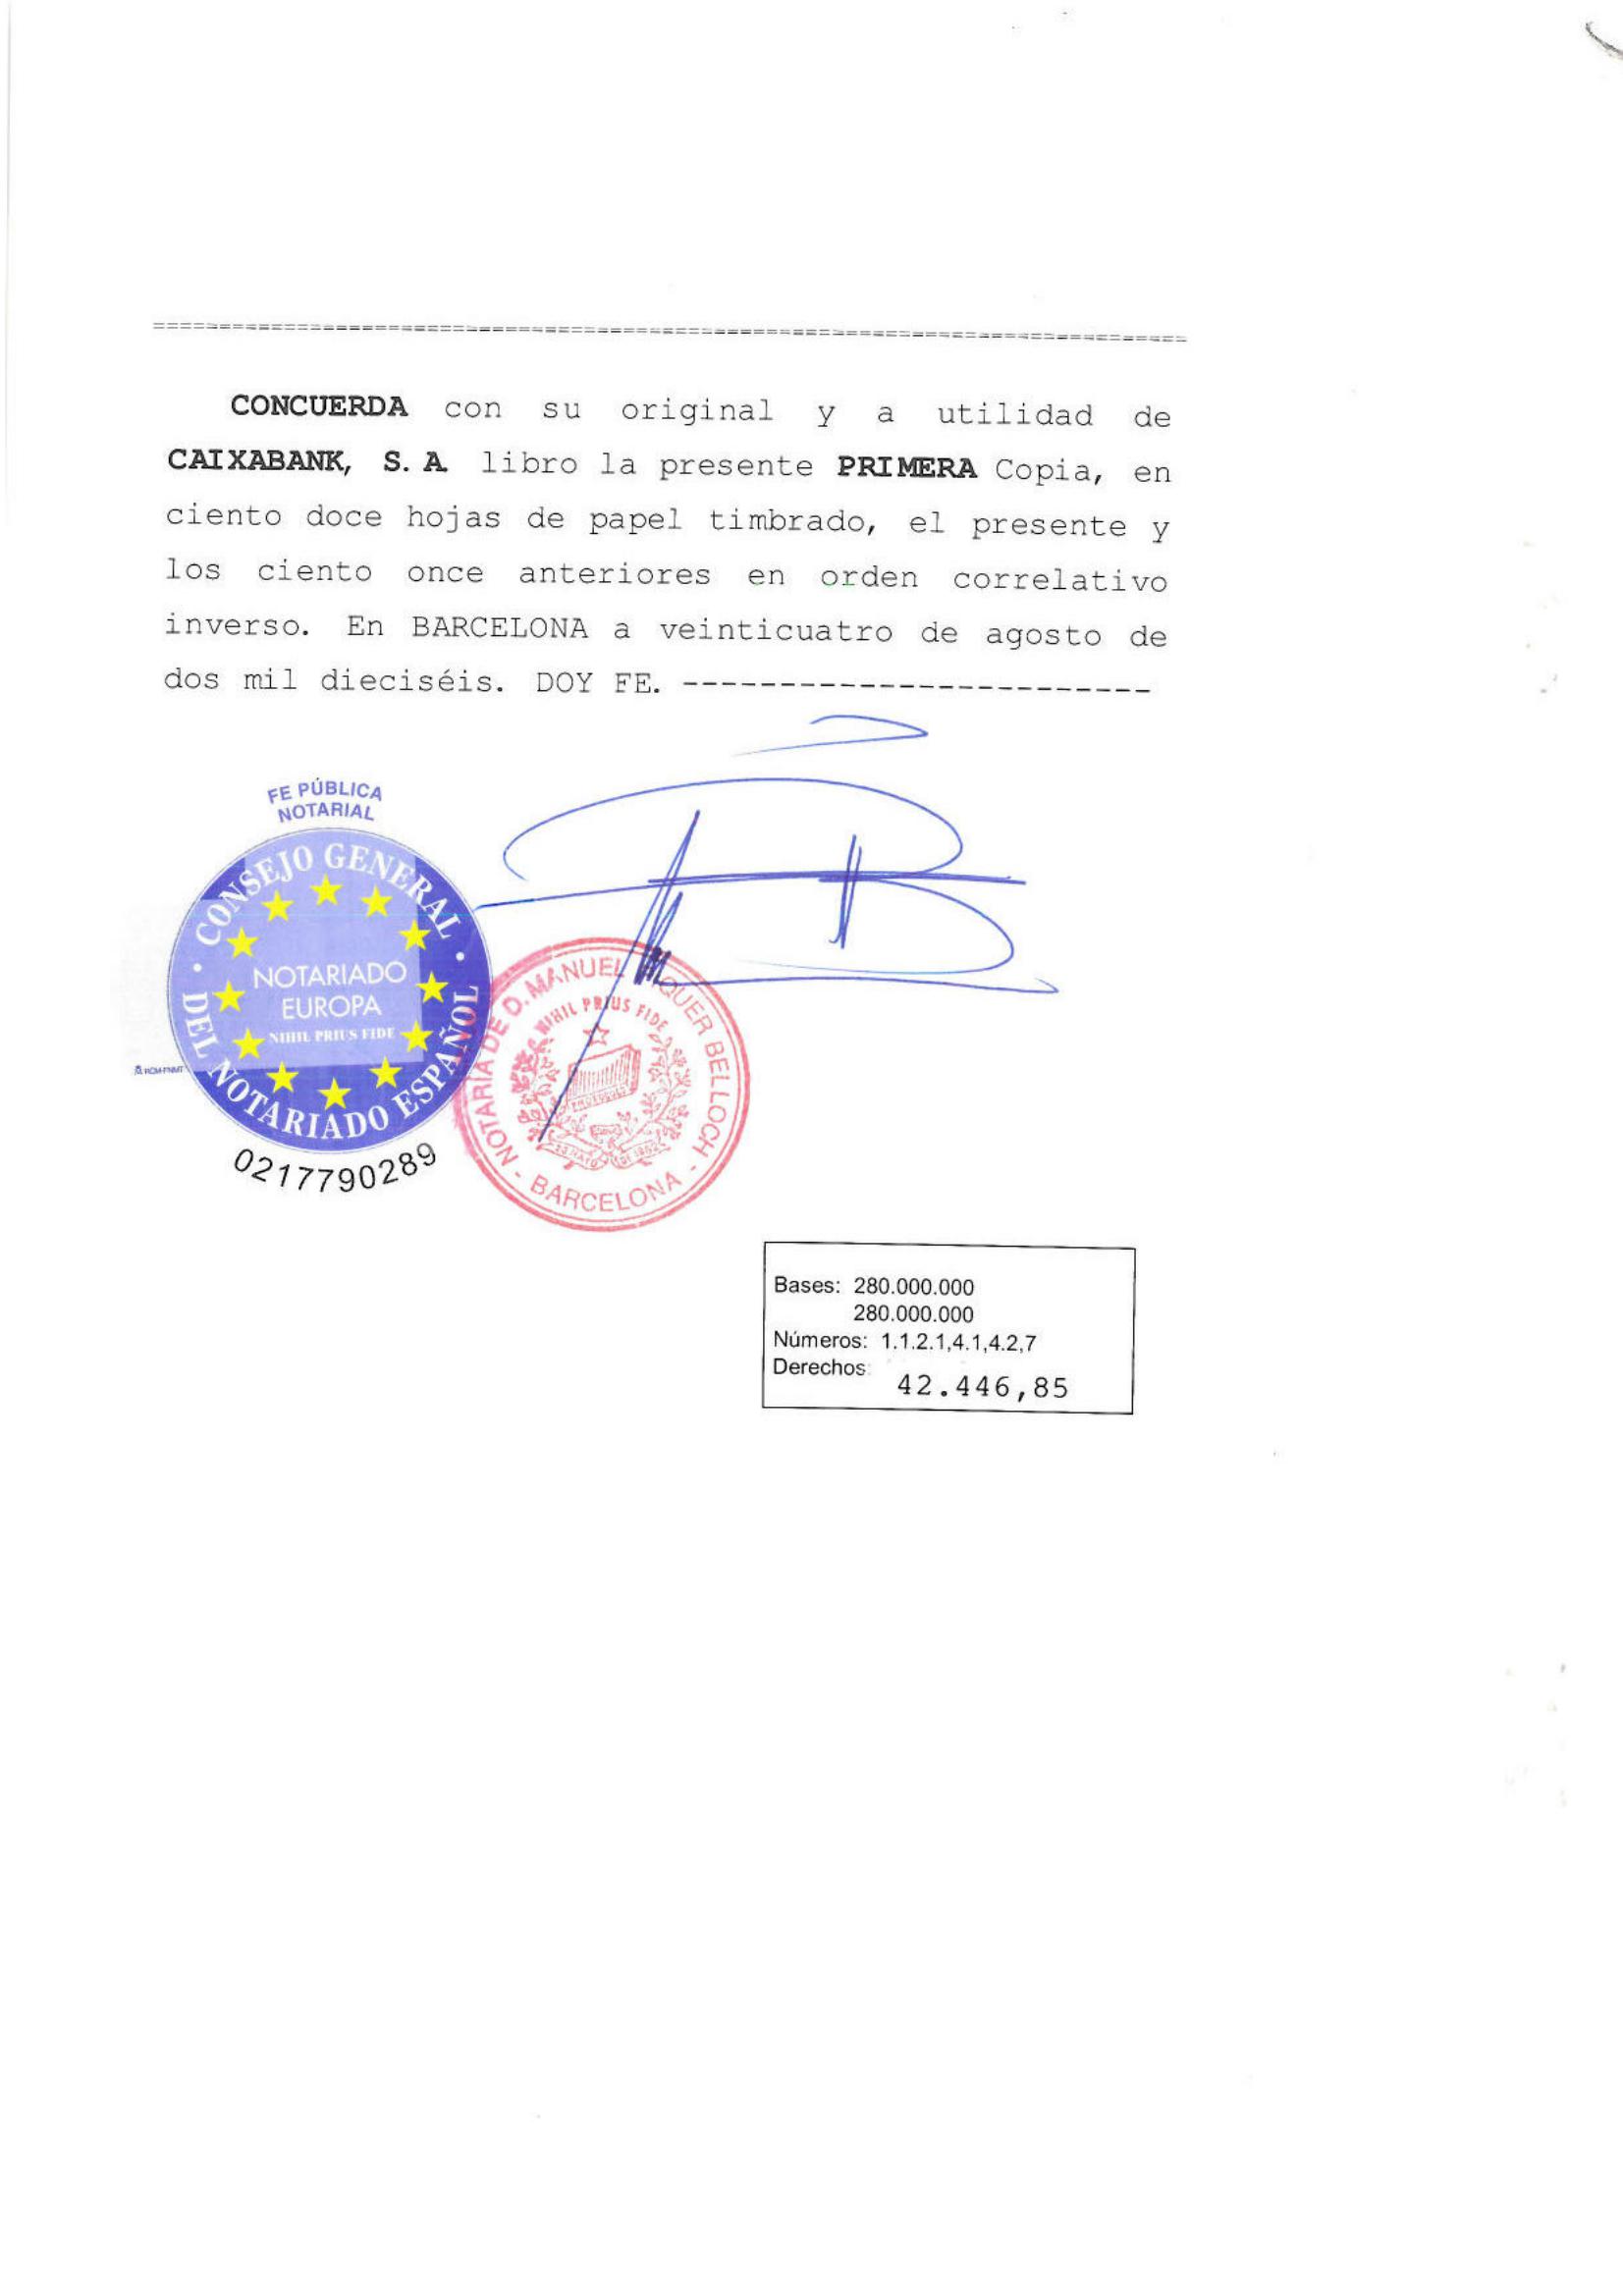 CONCUERDA con su original y a utilidad de
CAIXABANK, S.A libro la presente PRIMERA Copia, en
ciento doce hojas de papel timbrado, el presente y
los ciento once anteriores en orden correlativo
inverso. En BARCELONA a veinticuatro de agosto de
dos mil dieciséis. DOY FE. ------------------------
FE PÚBLICA
NOTARIAL
· CONSEJO GENERAL ·
DEL NOTARIADO ESPAÑOL
NOTARIADO
EUROPA
NIHIL PRIUS FIDE
0217790289
NOTARIA DE D. MANUEL BELLOCH - BARCELONA -
NIHIL PRIUS FIDE
Bases: 280.000.000
280.000.000
Números: 1.1.2.1,4.1,4.2,7
Derechos:
42.446,85